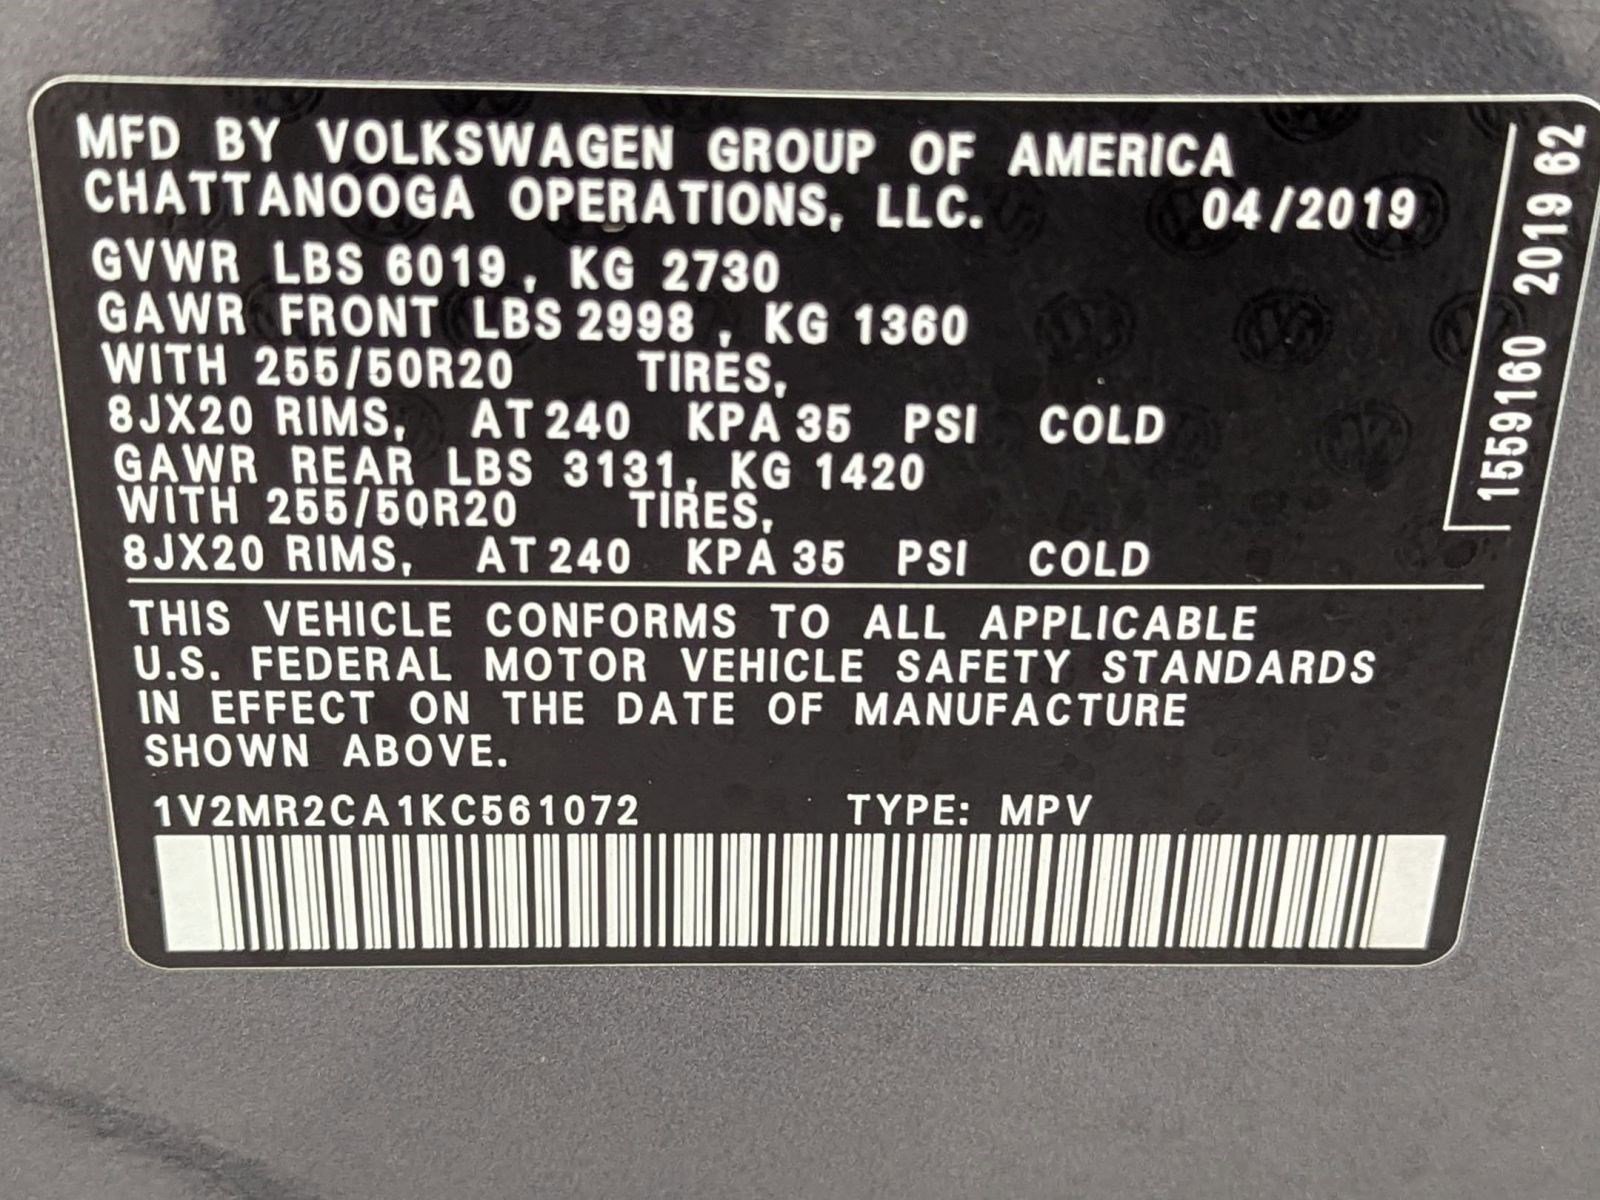 MFD BY VOLKSWAGEN GROUP OF AMERICA
CHATTANOOGA OPERATIONS, LLC. 04/2019
GVWR LBS 6019, KG 2730
GAWR FRONT LBS 2998, KG 1360
WITH 255/50R20 TIRES,
8JX20 RIMS, AT 240 KPA 35 PSI COLD
GAWR REAR LBS 3131, KG 1420
WITH 255/50R20 TIRES,
8JX20 RIMS, AT 240 KPA 35 PSI COLD
THIS VEHICLE CONFORMS TO ALL APPLICABLE
U.S. FEDERAL MOTOR VEHICLE SAFETY STANDARDS
IN EFFECT ON THE DATE OF MANUFACTURE
SHOWN ABOVE.
1V2MR2CA1KC561072 TYPE: MPV
1559160 2019 62